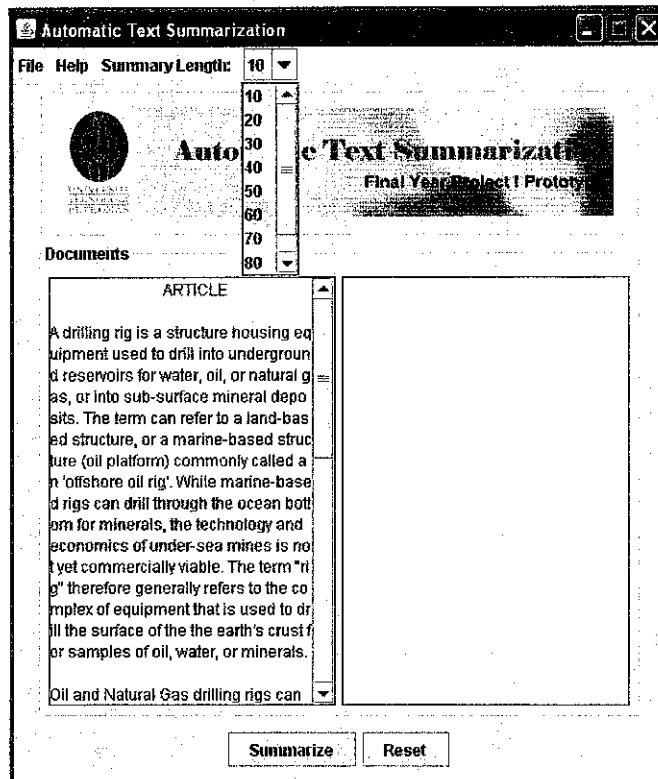 Automatic Text Summarization
File Help Summary Length: 10
10
20
30
40
50
60
70
80
Auto c Text Summarizati
Final Year Project I Prototy
UNIVERSITI
Documents
ARTICLE
A drilling rig is a structure housing eq
uipment used to drill into undergroun
d reservoirs for water, oil, or natural g
as, or into sub-surface mineral depo
sits. The term can refer to a land-bas
ed structure, or a marine-based struc
ture (oil platform) commonly called a
n 'offshore oil rig'. While marine-base
d rigs can drill through the ocean bott
om for minerals, the technology and
economics of under-sea mines is no
t yet commercially viable. The term "ri
g" therefore generally refers to the co
mplex of equipment that is used to dr
ill the surface of the the earth's crust f
or samples of oil, water, or minerals.
Oil and Natural Gas drilling rigs can
Summarize Reset